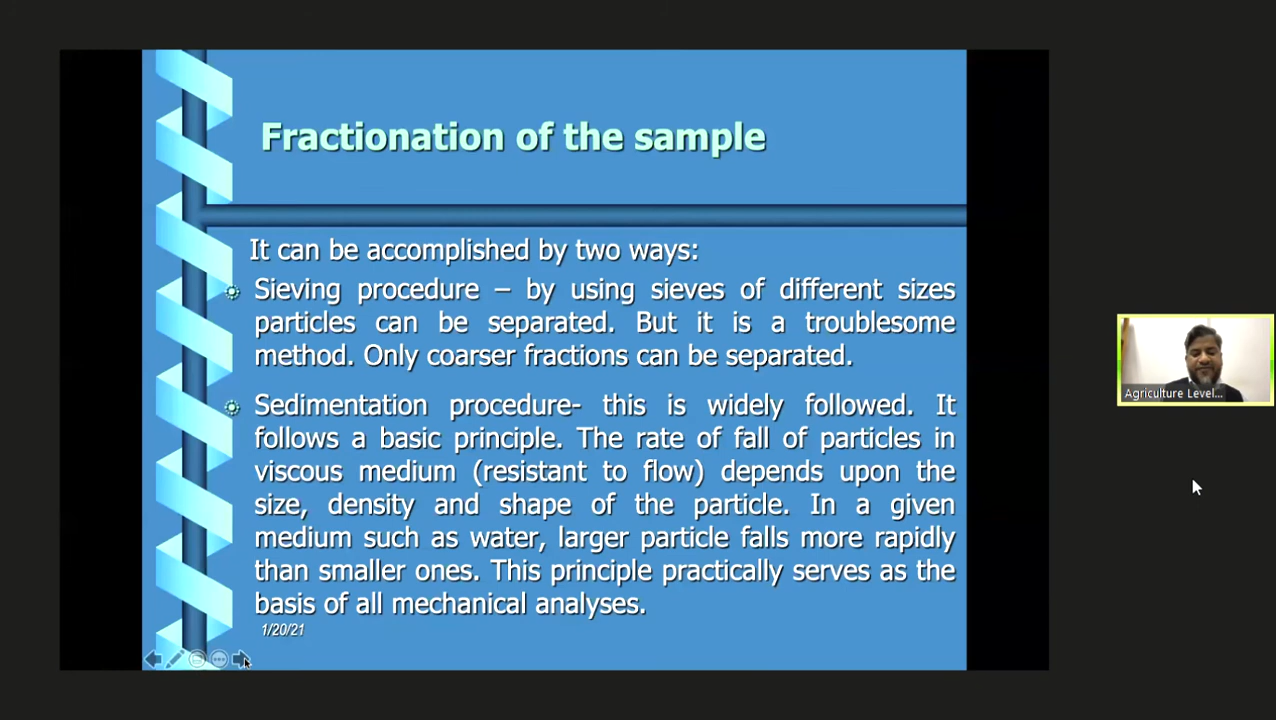 Fractionation of the sample
It can be accomplished by two ways:
Sieving procedure – by using sieves of different sizes
particles can be separated. But it is a troublesome
method. Only coarser fractions can be separated.
Sedimentation procedure- this is widely followed. It
follows a basic principle. The rate of fall of particles in
viscous medium (resistant to flow) depends upon the
size, density and shape of the particle. In a given
medium such as water, larger particle falls more rapidly
than smaller ones. This principle practically serves as the
basis of all mechanical analyses.
1/20/21
Agriculture Level...